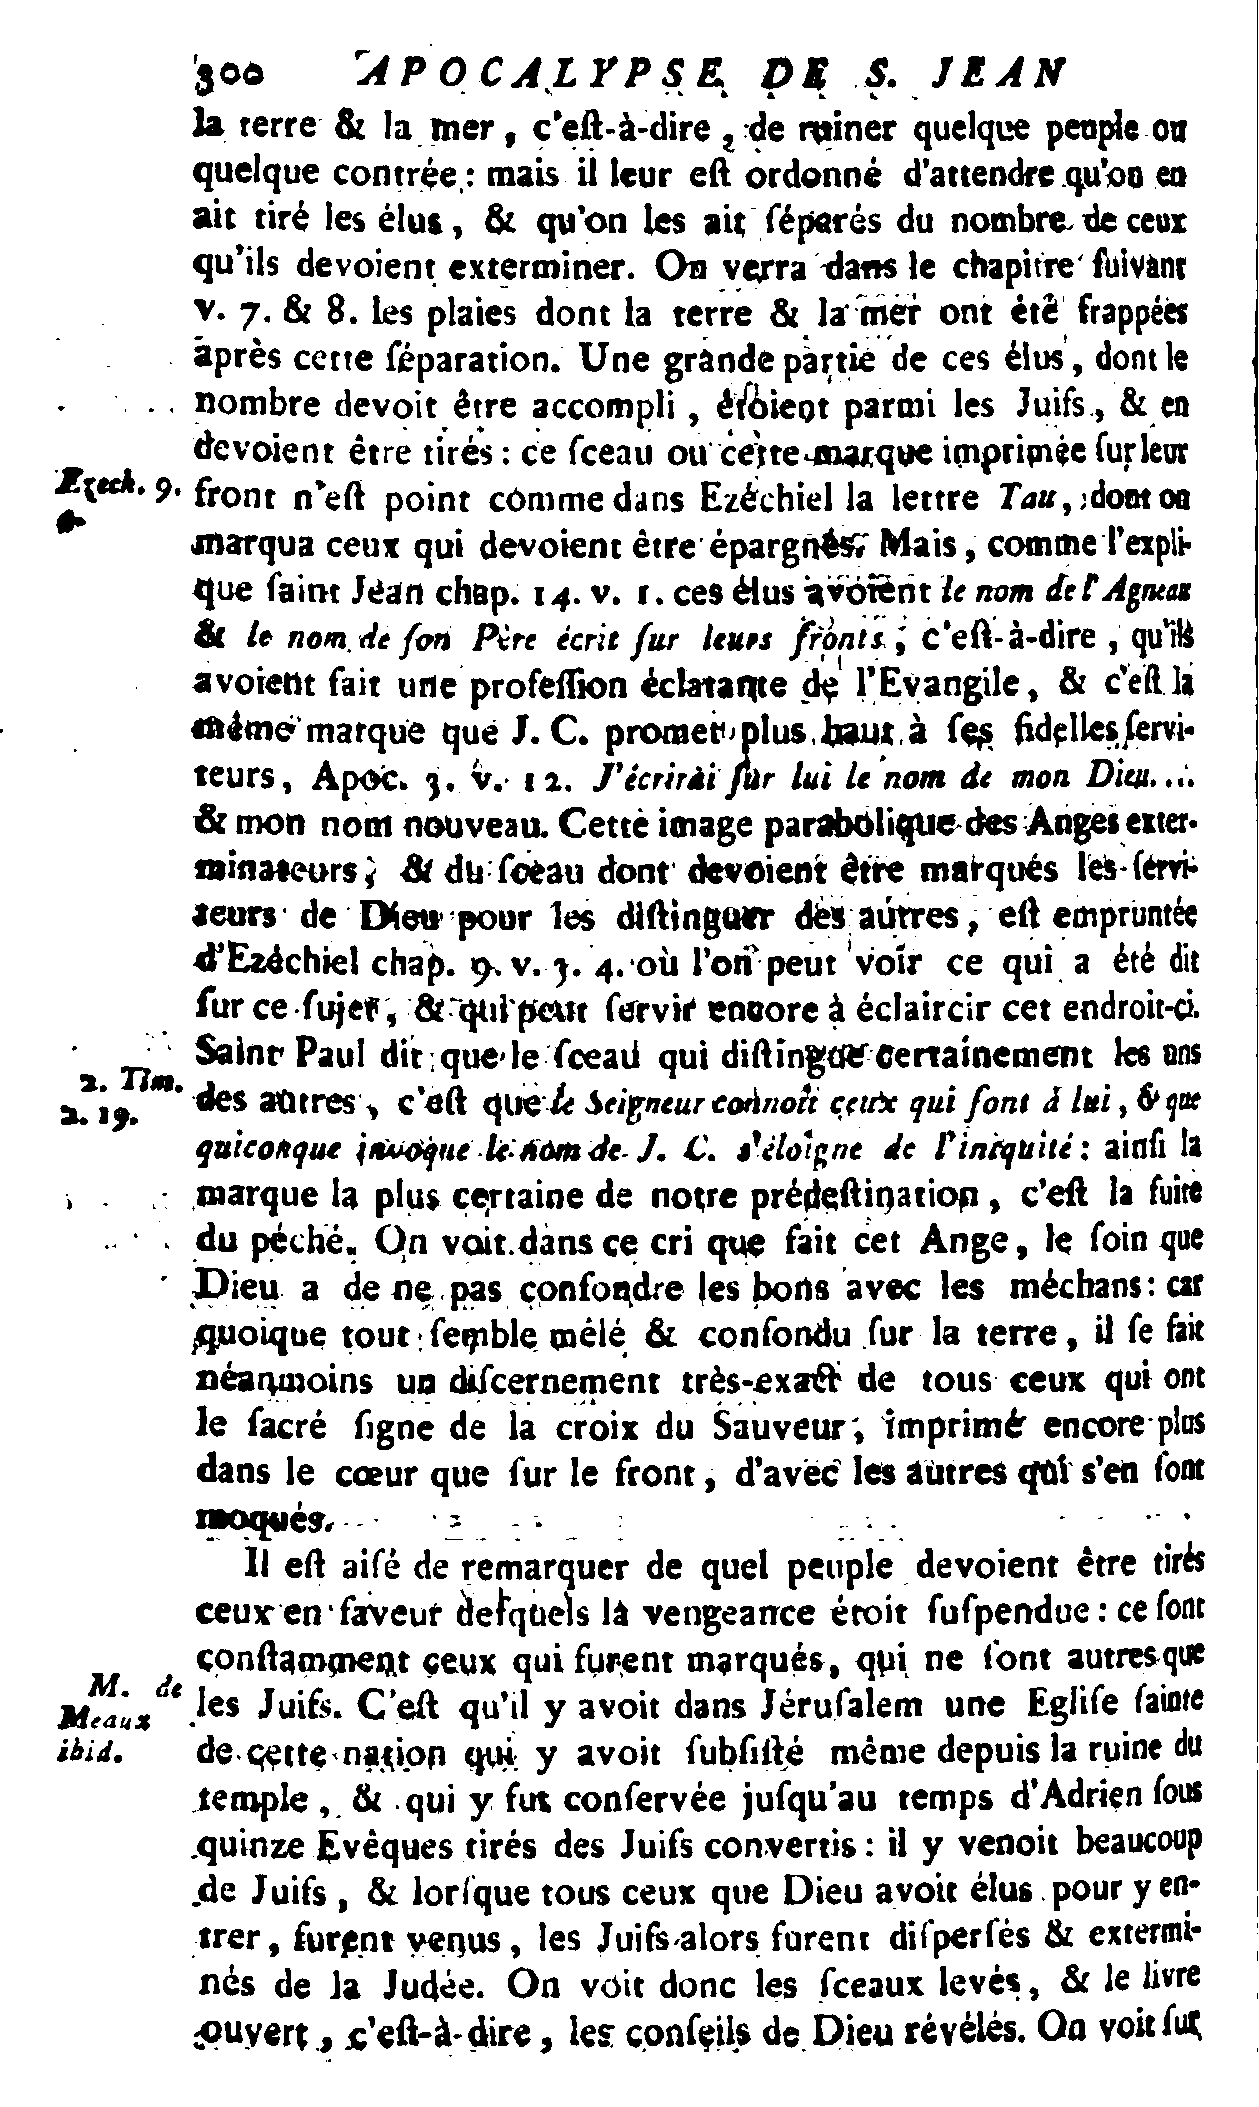 300 APOCALYPSE DE S. JEAN
la terre & la mer, c'eſt-à-dire, de ruiner quelque peuple ou
quelque contrée : mais il leur eſt ordonné d'attendre qu'on en
ait tiré les élus, & qu'on les ait ſéparés du nombre de ceux
qu'ils devoient exterminer. On verra dans le chapitre ſuivant
v. 7. & 8. les plaies dont la terre & la mer ont été frappées
après cette ſéparation. Une grande partie de ces élus, dont le
nombre devoit être accompli, étoient parmi les Juifs, & en
devoient être tirés : ce ſceau ou cette marque imprimée ſur leur
Ezech. 9.
6.
front n'eſt point comme dans Ezéchiel la lettre Tau, dont on
marqua ceux qui devoient être épargnés. Mais, comme l'expli-
que ſaint Jean chap. 14. v. 1. ces élus avoient le nom de l'Agneau
& le nom de ſon Père écrit ſur leurs fronts ; c'eſt-à-dire, qu'ils
avoient fait une profeſſion éclatante de l'Evangile, & c'eſt la
même marque que J. C. promet plus haut à ſes fidelles ſervi-
teurs, Apoc. 3. v. 12. J'écrirai ſur lui le nom de mon Dieu....
& mon nom nouveau. Cette image parabolique des Anges exter-
minateurs, & du ſceau dont devoient être marqués les ſervi-
teurs de Dieu pour les diſtinguer des autres, eſt empruntée
d'Ezéchiel chap. 9. v. 3. 4. où l'on peut voir ce qui a été dit
ſur ce ſujet, & qui peut ſervir encore à éclaircir cet endroit-ci.
Saint Paul dit que le ſceau qui diſtingue certainement les uns
2. Tim.
2. 19.
des autres, c'eſt que le Seigneur connoît ceux qui ſont à lui, & que
quiconque invoque le nom de J. C. s'éloigne de l'iniquité : ainſi la
marque la plus certaine de notre prédeſtination, c'eſt la fuite
du péché. On voit dans ce cri que fait cet Ange, le ſoin que
Dieu a de ne pas confondre les bons avec les méchans : car
quoique tout ſemble mêlé & confondu ſur la terre, il ſe fait
néanmoins un diſcernement très-exact de tous ceux qui ont
le ſacré ſigne de la croix du Sauveur, imprimé encore plus
dans le cœur que ſur le front, d'avec les autres qui s'en ſont
moqués.
Il eſt aiſé de remarquer de quel peuple devoient être tirés
ceux en faveur deſquels la vengeance étoit ſuſpendue : ce ſont
conſtamment ceux qui furent marqués, qui ne ſont autres que
M. de
Meaux
ibid.
les Juifs. C'eſt qu'il y avoit dans Jéruſalem une Egliſe ſainte
de cette nation qui y avoit ſubſiſté même depuis la ruine du
temple, & qui y fut conſervée juſqu'au temps d'Adrien ſous
quinze Evêques tirés des Juifs convertis : il y venoit beaucoup
de Juifs, & lorſque tous ceux que Dieu avoit élus pour y en-
trer, furent venus, les Juifs alors furent diſperſés & extermi-
nés de la Judée. On voit donc les ſceaux levés, & le livre
ouvert, c'eſt-à-dire, les conſeils de Dieu révélés. On voit ſur